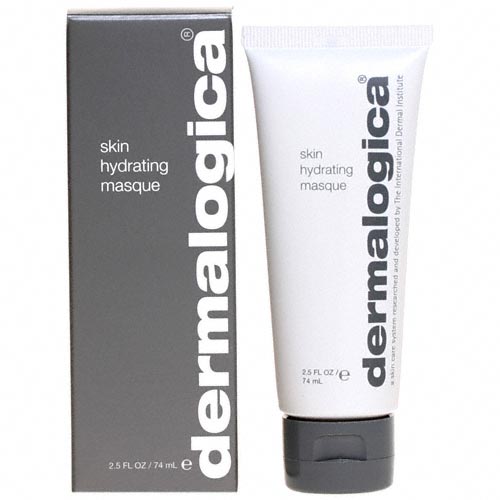 skin
hydrating
masque
dermalogica®
2.5 FL OZ / 74 mL ℮
skin
hydrating
masque
dermalogica®
a skin care system researched and developed by The International Dermal Institute
2.5 FL OZ /
74 mL ℮